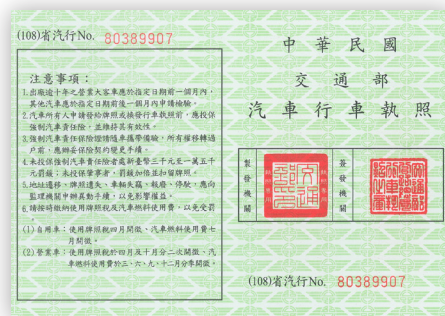 (108)省汽行No. 80389907
注意事項：
1.出廠逾十年之營業大客車應於指定日期前一個月內，
其他汽車應於指定日期前後一個月內申請檢驗。
2.汽車所有人申請發給牌照或換發行車執照前，應投保
強制汽車責任險，並維持其有效性。
3.強制汽車責任保險證請隨車攜帶備驗，所有權移轉過
戶前，應辦妥保險契約變更手續。
4.未投保強制汽車責任險者處新臺幣三千元至一萬五千
元罰鍰；未投保肇事者，罰鍰加倍並扣留牌照。
5.地址遷移、牌照遺失、車輛失竊、報廢、停駛，應向
監理機關申辦異動手續，以免影響權益。
6.請按時繳納使用牌照稅及汽車燃料使用費，以免受罰
。
(1)自用車：使用牌照稅四月開徵、汽車燃料使用費七
月開徵。
(2)營業車：使用牌照稅於四月及十月分二次開徵、汽
車燃料使用費於三、六、九、十二月分季開徵。
中華民國
交通部
汽車行車執照
製發機關
簽發機關
(108)省汽行No. 80389907